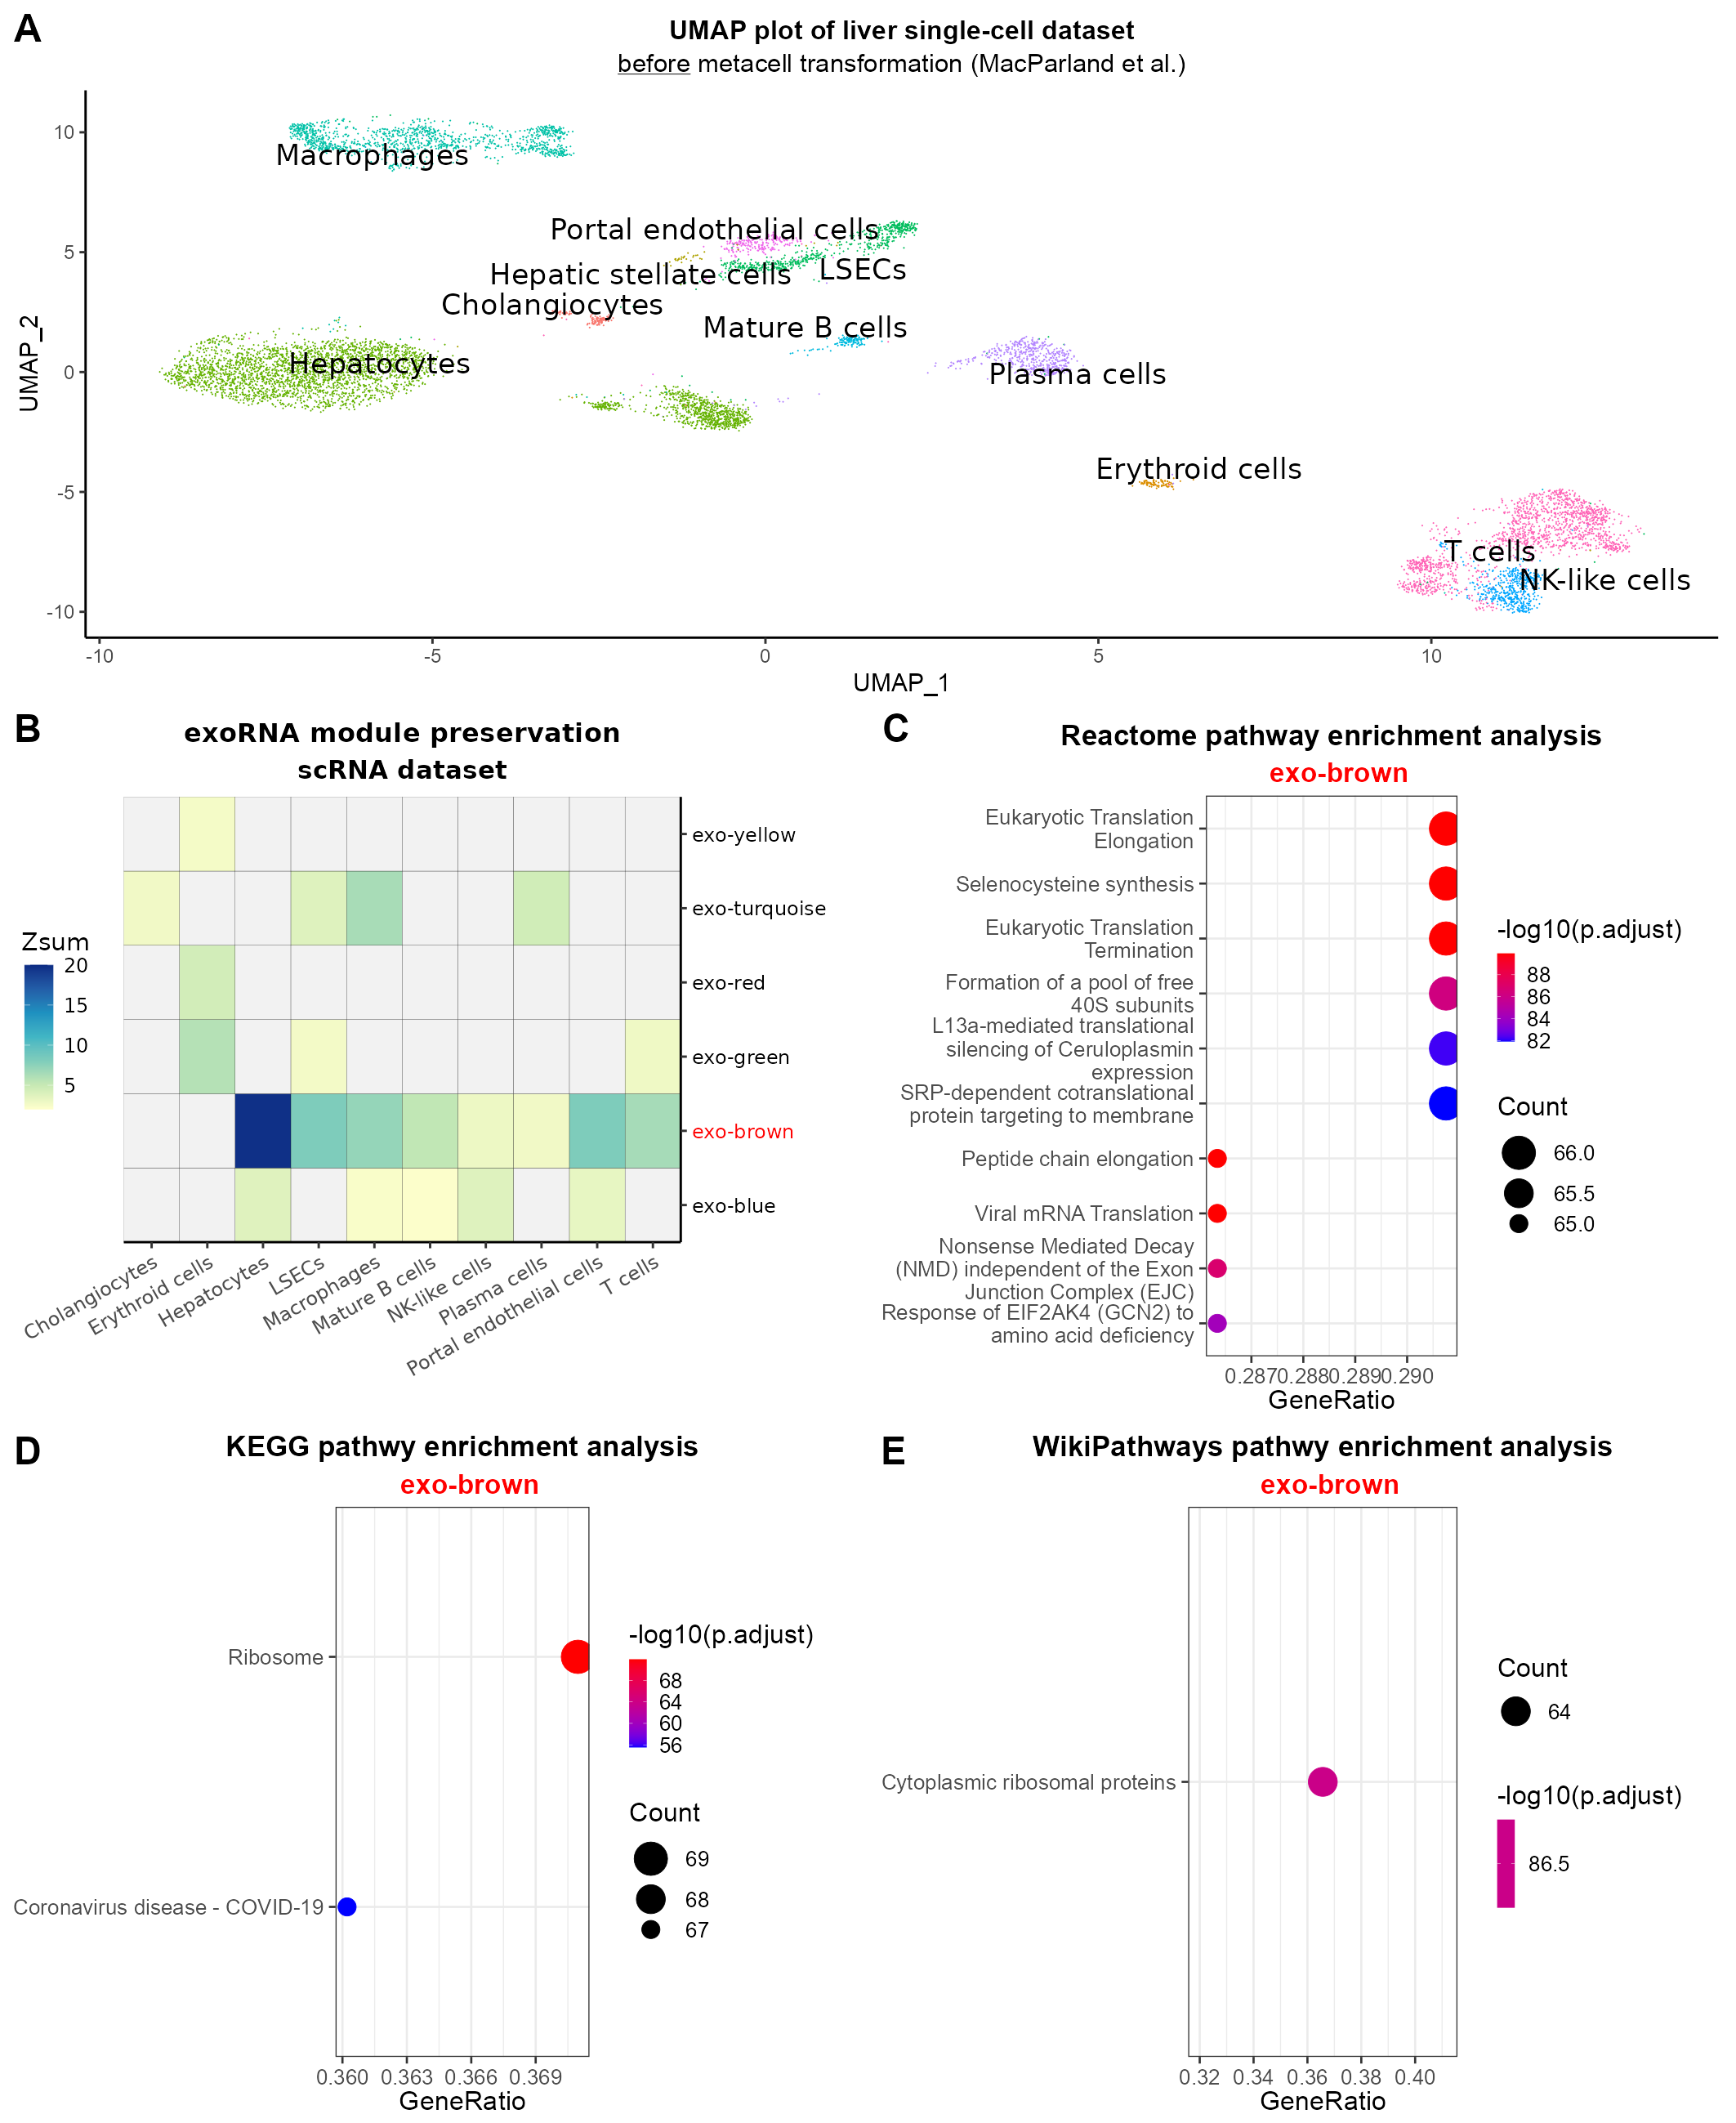 A
UMAP plot of liver single-cell dataset
before metacell transformation (MacParland et al.)
UMAP_2
10
5
0
-5
-10
Macrophages
Portal endothelial cells
LSECs
Hepatic stellate cells
Cholangiocytes
Mature B cells
Hepatocytes
Plasma cells
Erythroid cells
T cells
NK-like cells
-10
-5
0
5
10
UMAP_1
B
exoRNA module preservation
scRNA dataset
Zsum
20
15
10
5
exo-yellow
exo-turquoise
exo-red
exo-green
exo-brown
exo-blue
Cholangiocytes
Erythroid cells
Hepatocytes
LSECs
Macrophages
Mature B cells
NK-like cells
Plasma cells
Portal endothelial cells
T cells
C
Reactome pathway enrichment analysis
exo-brown
Eukaryotic Translation
Elongation
Selenocysteine synthesis
Eukaryotic Translation
Termination
Formation of a pool of free
40S subunits
L13a-mediated translational
silencing of Ceruloplasmin
expression
SRP-dependent cotranslational
protein targeting to membrane
Peptide chain elongation
Viral mRNA Translation
Nonsense Mediated Decay
(NMD) independent of the Exon
Junction Complex (EJC)
Response of EIF2AK4 (GCN2) to
amino acid deficiency
0.287 0.288 0.289 0.290
GeneRatio
-log10(p.adjust)
88
86
84
82
Count
66.0
65.5
65.0
D
KEGG pathwy enrichment analysis
exo-brown
Ribosome
Coronavirus disease - COVID-19
0.360 0.363 0.366 0.369
GeneRatio
-log10(p.adjust)
68
64
60
56
Count
69
68
67
E
WikiPathways pathwy enrichment analysis
exo-brown
Cytoplasmic ribosomal proteins
0.32 0.34 0.36 0.38 0.40
GeneRatio
Count
64
-log10(p.adjust)
86.5